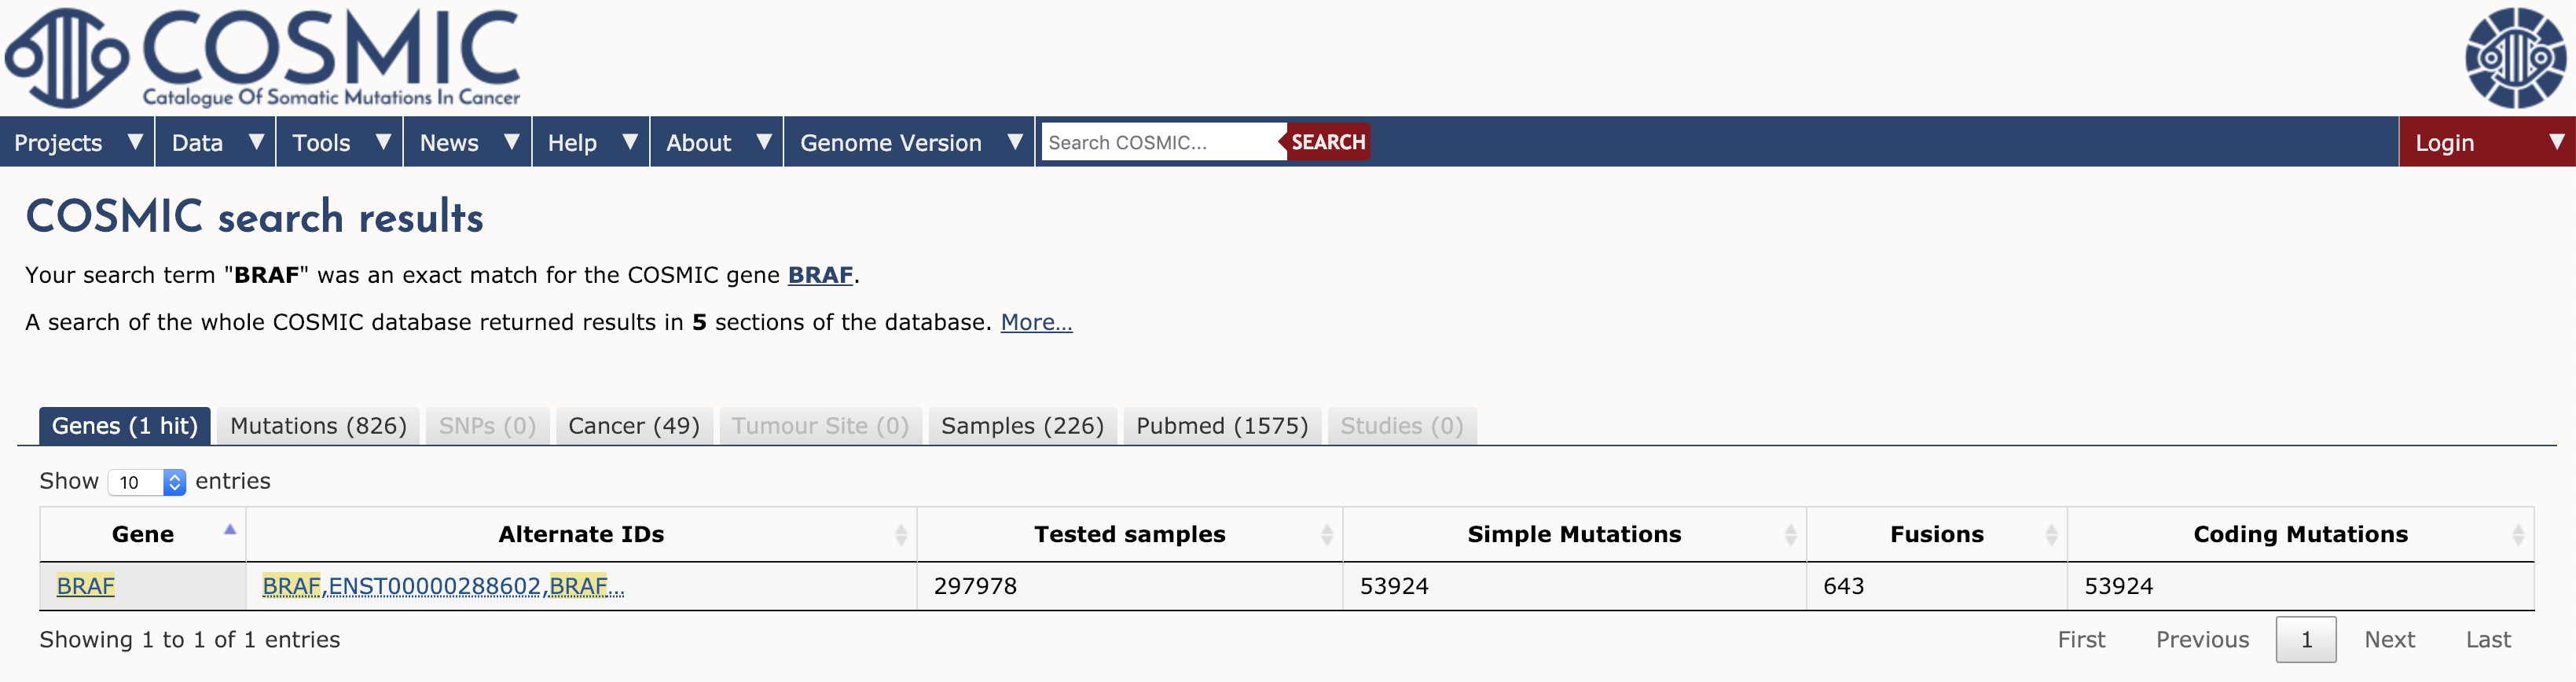 COSMIC
Catalogue Of Somatic Mutations In Cancer
Projects ▼ Data ▼ Tools ▼ News ▼ Help ▼ About ▼ Genome Version ▼ Search COSMIC... SEARCH Login ▼
COSMIC search results
Your search term "BRAF" was an exact match for the COSMIC gene BRAF.
A search of the whole COSMIC database returned results in 5 sections of the database. More...
Genes (1 hit) Mutations (826) SNPs (0) Cancer (49) Tumour Site (0) Samples (226) Pubmed (1575) Studies (0)
Show 10 entries
Gene Alternate IDs Tested samples Simple Mutations Fusions Coding Mutations
BRAF BRAF,ENST00000288602,BRAF... 297978 53924 643 53924
Showing 1 to 1 of 1 entries First Previous 1 Next Last